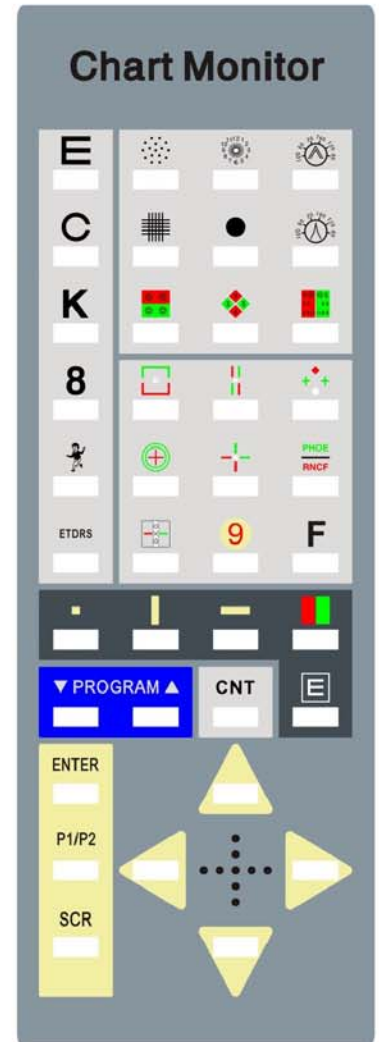 Chart Monitor
E
C
K
8
ETDRS
PHOE
RNCF
9
F
▼ PROGRAM ▲
CNT
E
ENTER
P1/P2
SCR